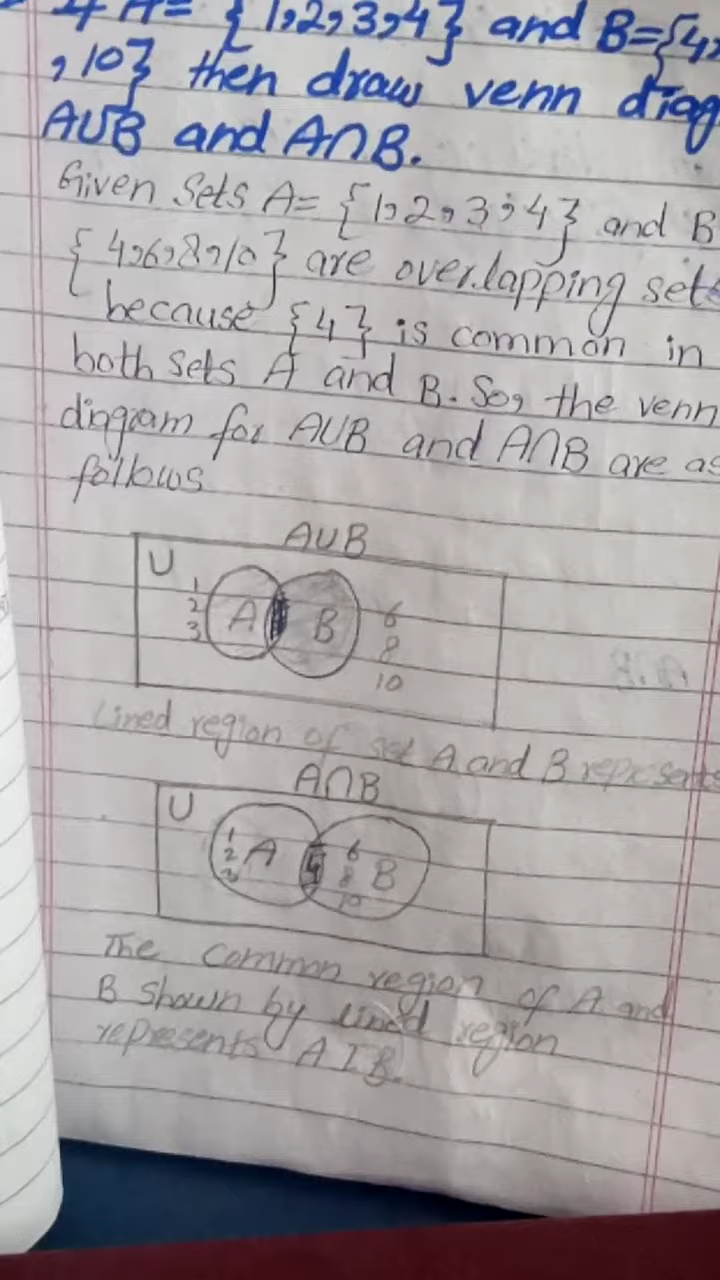 A= {1,2,3,4} and B={4,
,10} then draw venn diag
AUB and A∩B.
Given Sets A= {1,2,3,4} and B
{4,6,8,10} are overlapping sets
because {4} is common in
both sets A and B. So, the venn
diagram for AUB and A∩B are as
follows
AUB
U
1
2
3
A
B
6
8
10
Lined region of set A and B represents
A∩B
U
1
2
3
A
4
6
8
10
B
The common region of A and
B shown by lined region
represents A I B.